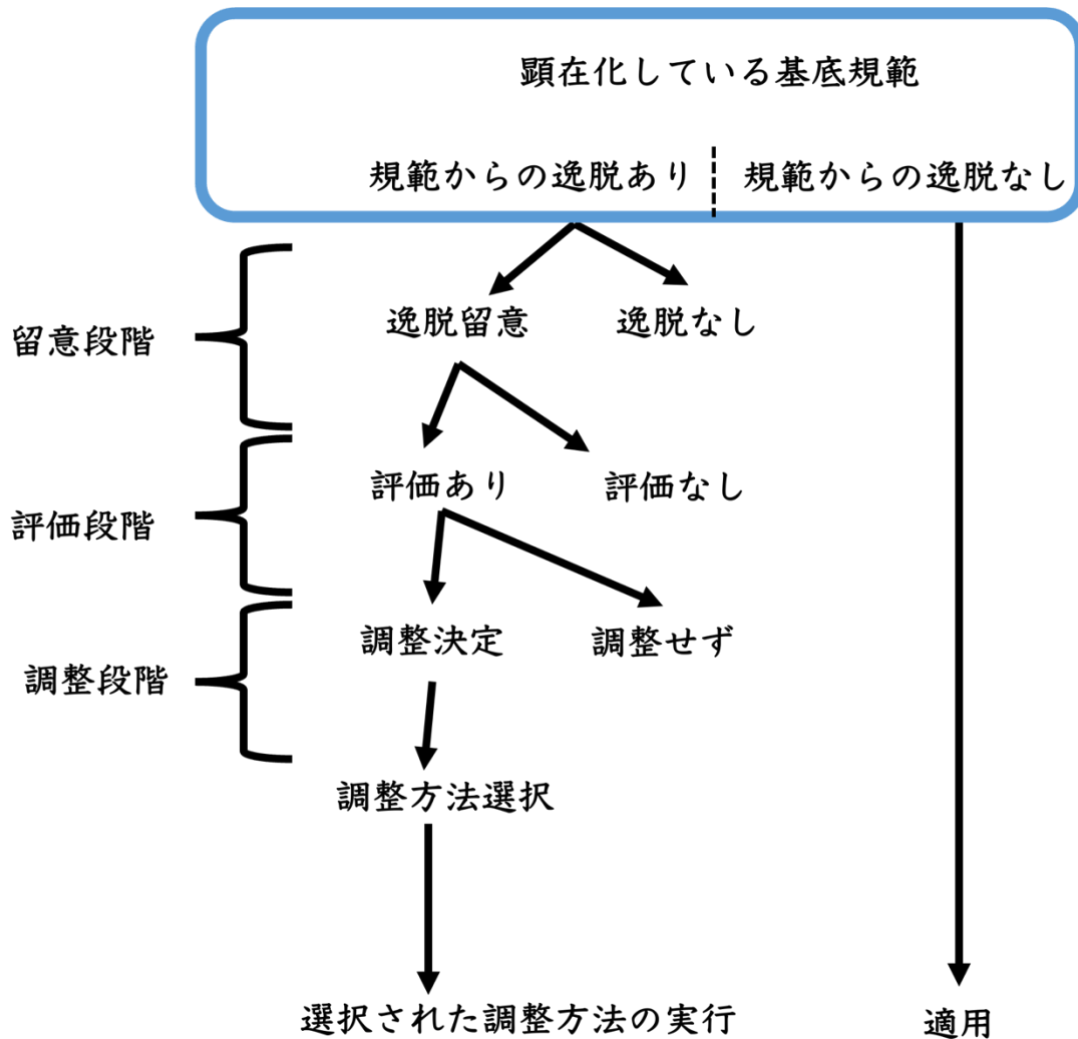 顕在化している基底規範
規範からの逸脱あり 規範からの逸脱なし
留意段階
逸脱留意 逸脱なし
評価段階
評価あり 評価なし
調整段階
調整決定 調整せず
調整方法選択
選択された調整方法の実行 適用